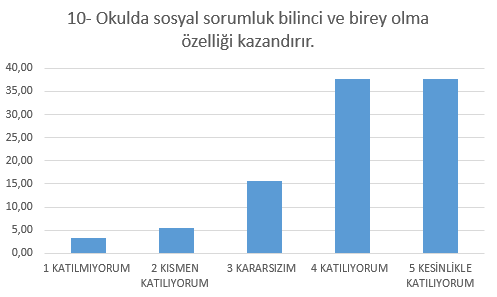 10- Okulda sosyal sorumluk bilinci ve birey olma
özelliği kazandırır.
40,00
35,00
30,00
25,00
20,00
15,00
10,00
5,00
0,00
1 KATILMIYORUM
2 KISMEN
KATILIYORUM
3 KARARSIZIM
4 KATILIYORUM
5 KESİNLİKLE
KATILIYORUM